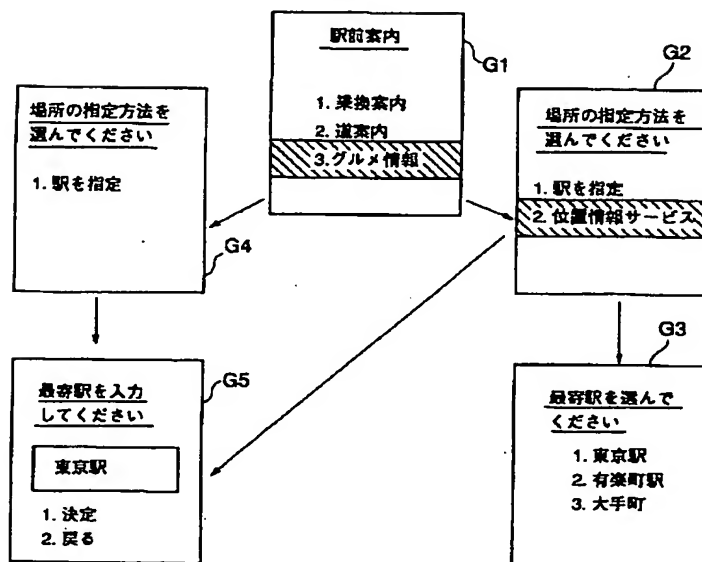 駅前案内
1. 乗換案内
2. 道案内
3. グルメ情報
G1
場所の指定方法を
選んでください
1. 駅を指定
G4
G2
場所の指定方法を
選んでください
1. 駅を指定
2. 位置情報サービス
G5
最寄駅を入力
してください
東京駅
1. 決定
2. 戻る
G3
最寄駅を選んで
ください
1. 東京駅
2. 有楽町駅
3. 大手町